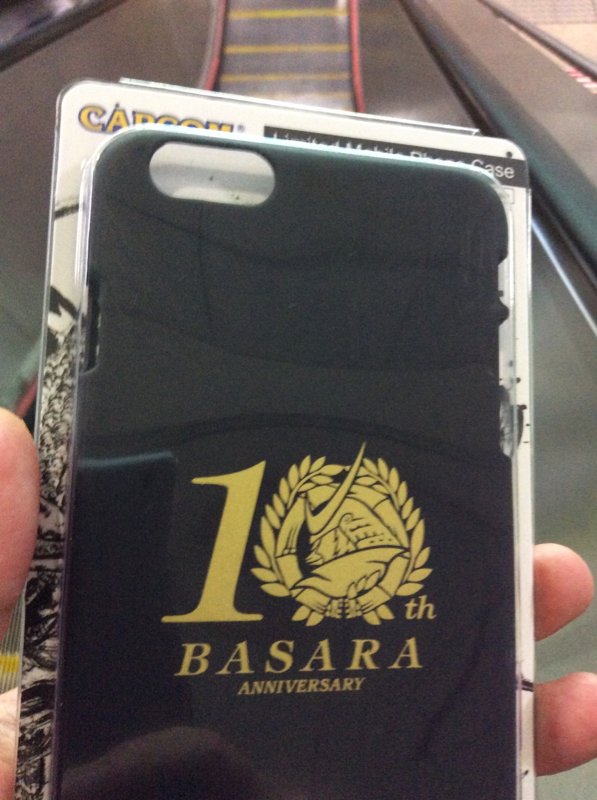 CAPCOM
Limited Mobile Phone Case
10th
BASARA
ANNIVERSARY